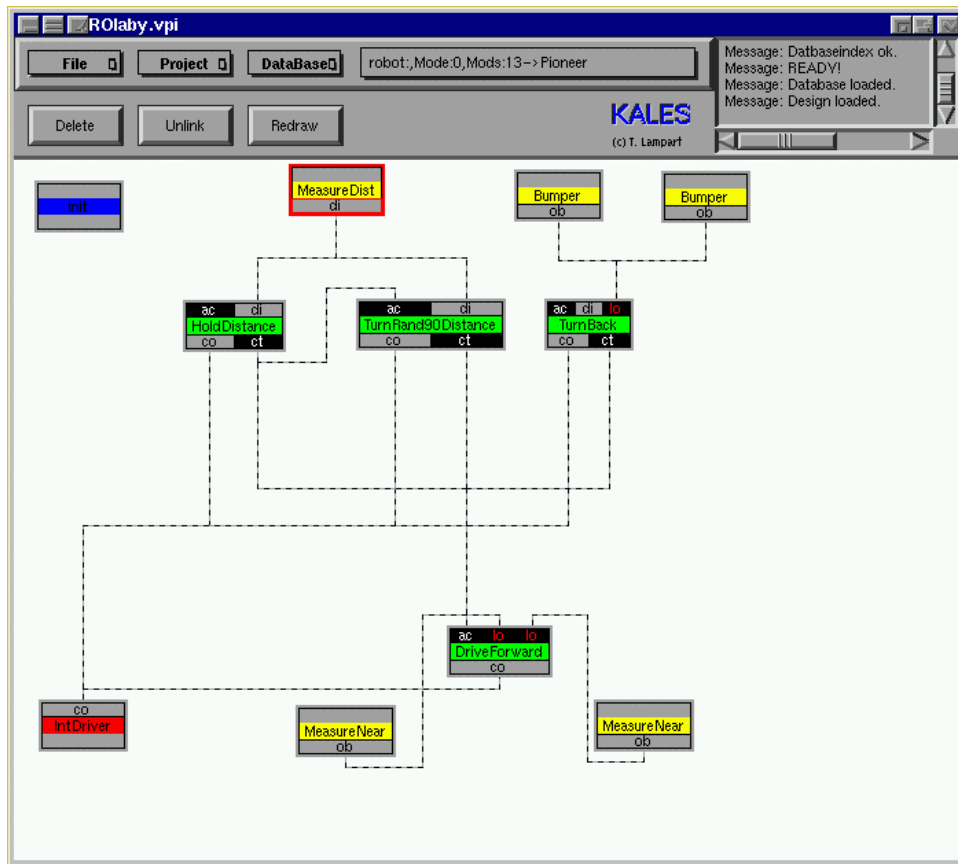 ROlaby.vpi
File Project DataBase robot:,Mode:0,Mods:13->Pioneer
Message: Datbaseindex ok.
Message: READY!
Message: Database loaded.
Message: Design loaded.
Delete Unlink Redraw
KALES
(c) T. Lampart
Init
MeasureDist
di
Bumper
ob
Bumper
ob
ac di
HoldDistance
co ct
ac di
TurnRand90Distance
co ct
ac di lo
TurnBack
co ct
ac lo lo
DriveForward
co
co
IntDriver
MeasureNear
ob
MeasureNear
ob